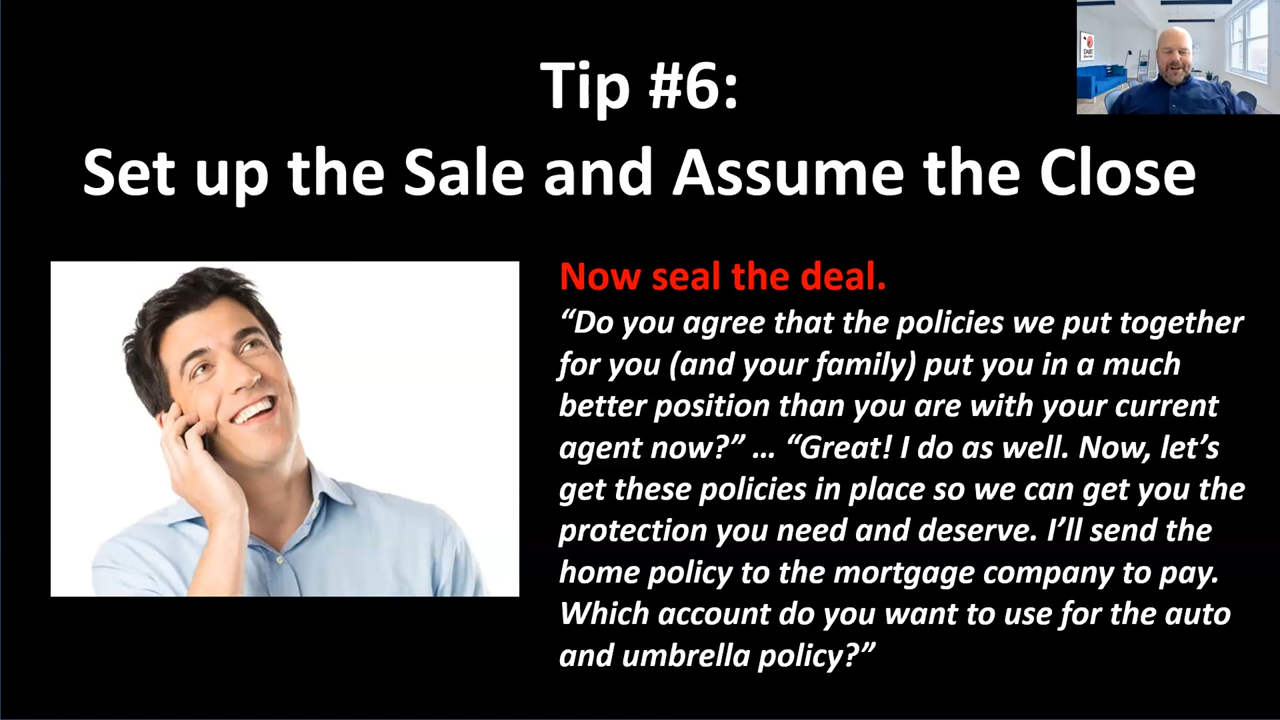 Tip #6:
Set up the Sale and Assume the Close
Now seal the deal.
“Do you agree that the policies we put together
for you (and your family) put you in a much
better position than you are with your current
agent now?” … “Great! I do as well. Now, let’s
get these policies in place so we can get you the
protection you need and deserve. I’ll send the
home policy to the mortgage company to pay.
Which account do you want to use for the auto
and umbrella policy?”